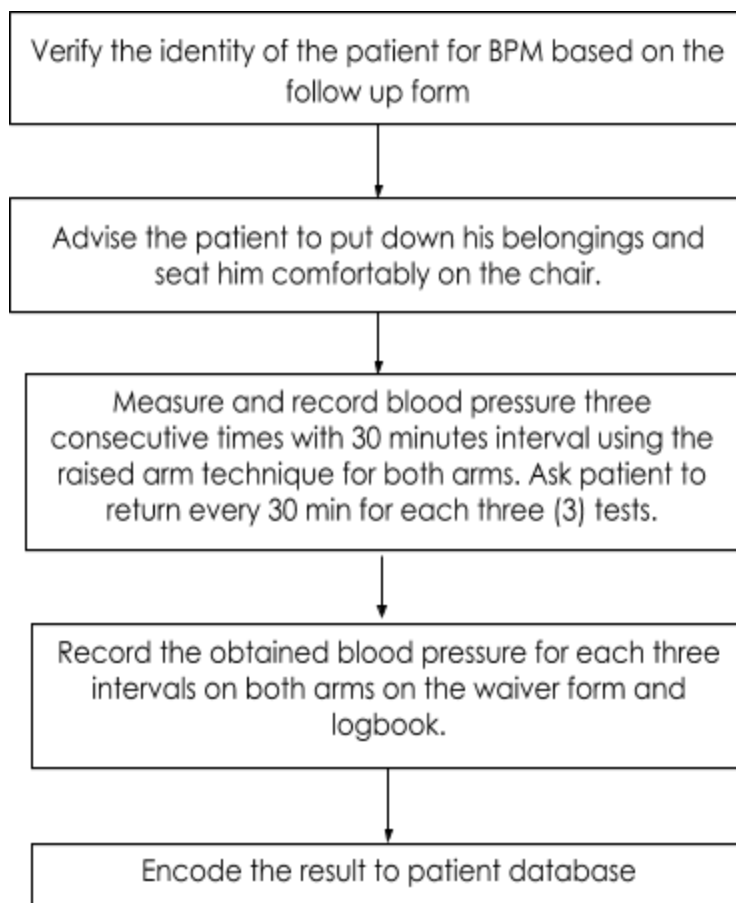 Verify the identity of the patient for BPM based on the
follow up form
Advise the patient to put down his belongings and
seat him comfortably on the chair.
Measure and record blood pressure three
consecutive times with 30 minutes interval using the
raised arm technique for both arms. Ask patient to
return every 30 min for each three (3) tests.
Record the obtained blood pressure for each three
intervals on both arms on the waiver form and
logbook.
Encode the result to patient database